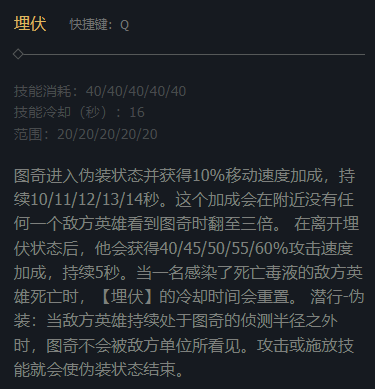 埋伏 快捷键：Q
技能消耗：40/40/40/40/40
技能冷却（秒）：16
范围：20/20/20/20/20
图奇进入伪装状态并获得10%移动速度加成，持
续10/11/12/13/14秒。这个加成会在附近没有任
何一个敌方英雄看到图奇时翻至三倍。 在离开埋
伏状态后，他会获得40/45/50/55/60%攻击速度
加成，持续5秒。当一名感染了死亡毒液的敌方英
雄死亡时，【埋伏】的冷却时间会重置。 潜行-伪
装：当敌方英雄持续处于图奇的侦测半径之外
时，图奇不会被敌方单位所看见。攻击或施放技
能就会使伪装状态结束。